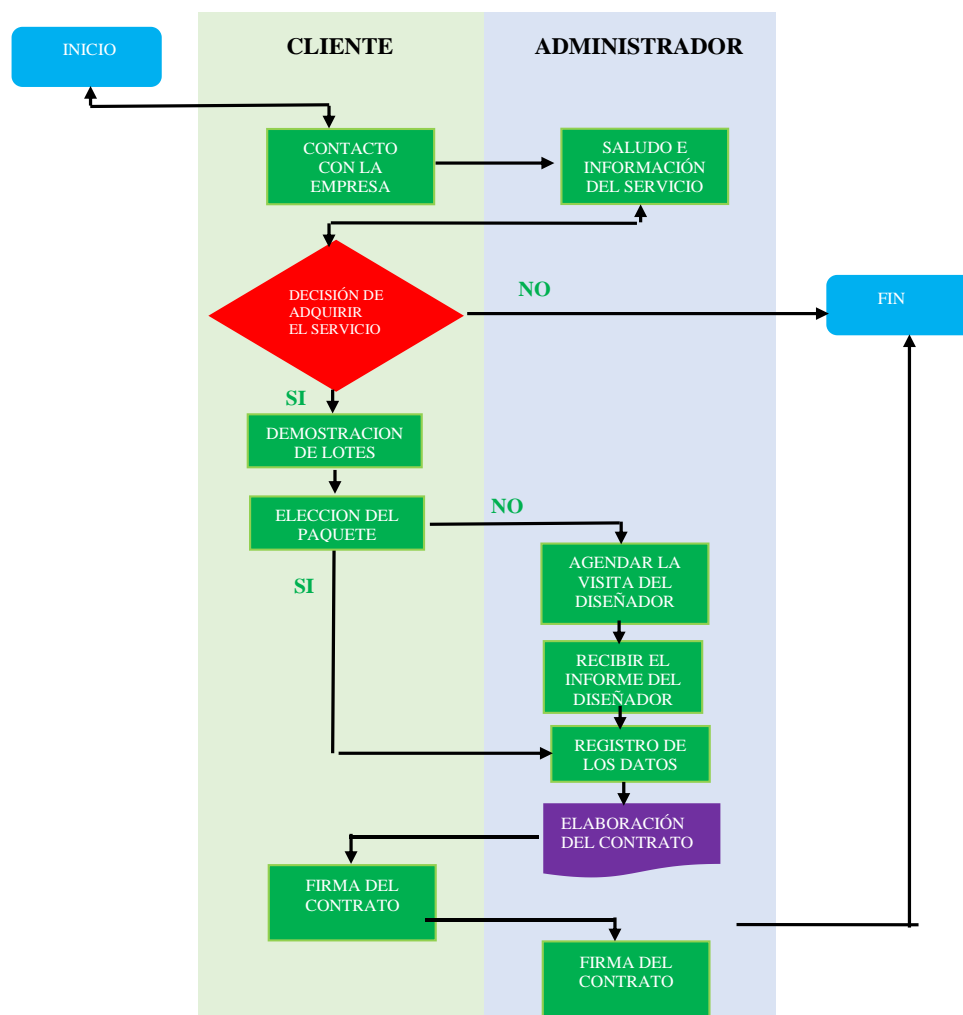 INICIO
CLIENTE
ADMINISTRADOR
CONTACTO
CON LA
EMPRESA
SALUDO E
INFORMACIÓN
DEL SERVICIO
DECISIÓN DE
ADQUIRIR
EL SERVICIO
NO
FIN
SI
DEMOSTRACION
DE LOTES
ELECCION DEL
PAQUETE
NO
SI
AGENDAR LA
VISITA DEL
DISEÑADOR
RECIBIR EL
INFORME DEL
DISEÑADOR
REGISTRO DE
LOS DATOS
ELABORACIÓN
DEL CONTRATO
FIRMA DEL
CONTRATO
FIRMA DEL
CONTRATO